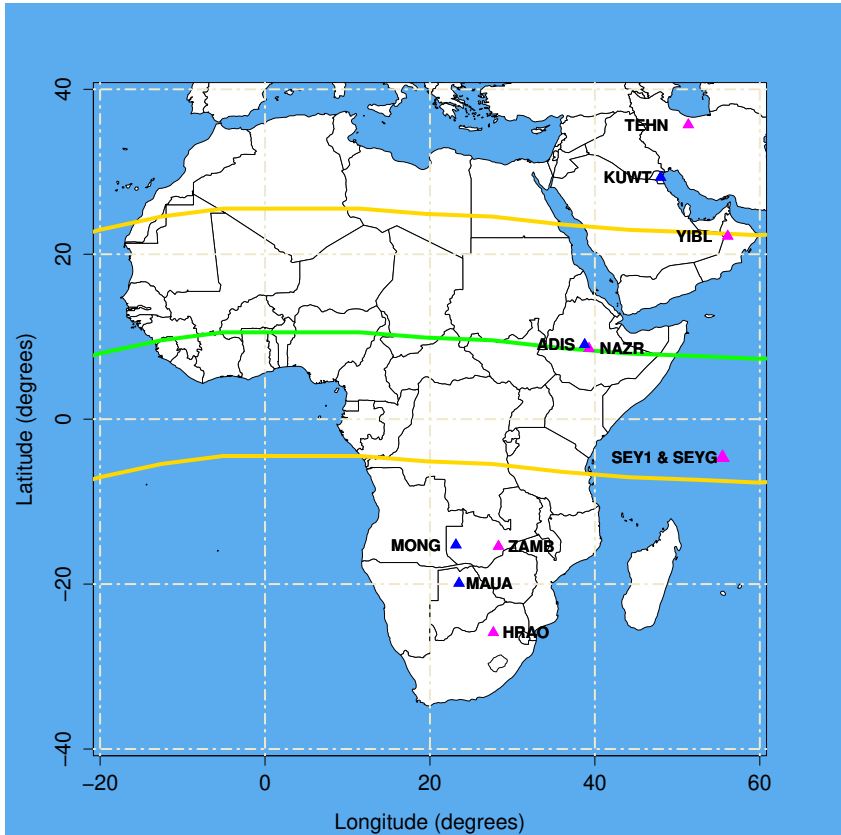 40
TEHN
KUWT
YIBL
20
ADIS
NAZR
Latitude (degrees)
0
SEY1 & SEYG
MONG
ZAMB
−20
MAUA
HRAO
−40
−20
0
20
40
60
Longitude (degrees)